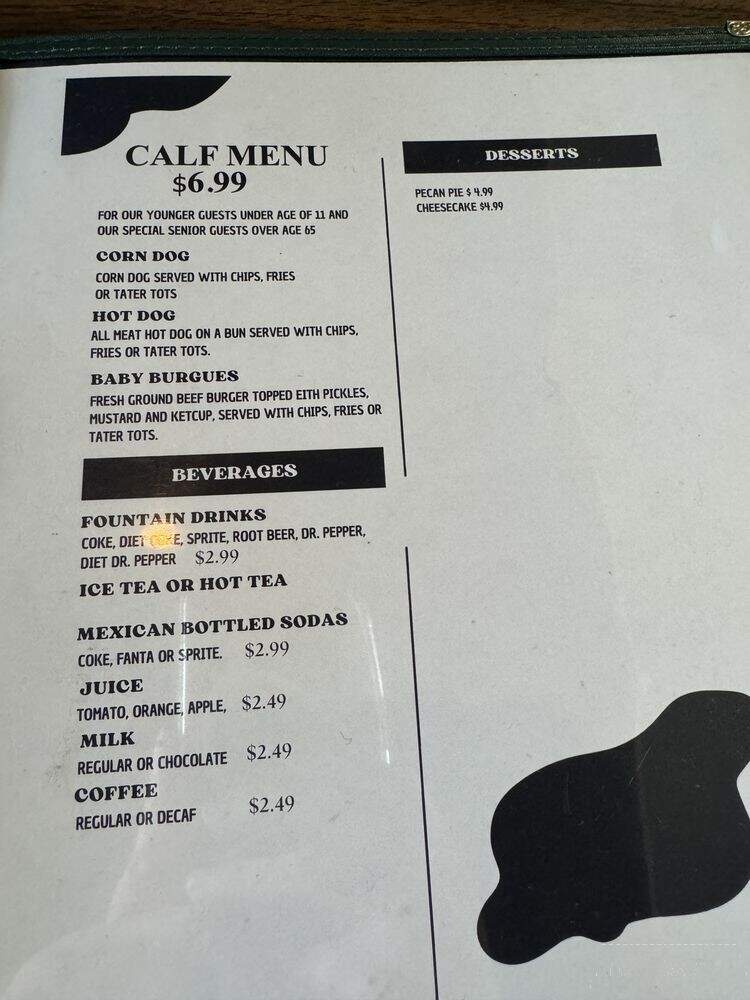 CALF MENU
$6.99
FOR OUR YOUNGER GUESTS UNDER AGE OF 11 AND
OUR SPECIAL SENIOR GUESTS OVER AGE 65
CORN DOG
CORN DOG SERVED WITH CHIPS, FRIES
OR TATER TOTS
HOT DOG
ALL MEAT HOT DOG ON A BUN SERVED WITH CHIPS,
FRIES OR TATER TOTS.
BABY BURGUES
FRESH GROUND BEEF BURGER TOPPED EITH PICKLES,
MUSTARD AND KETCUP, SERVED WITH CHIPS, FRIES OR
TATER TOTS.
BEVERAGES
FOUNTAIN DRINKS
COKE, DIET COKE, SPRITE, ROOT BEER, DR. PEPPER,
DIET DR. PEPPER $2.99
ICE TEA OR HOT TEA
MEXICAN BOTTLED SODAS
COKE, FANTA OR SPRITE. $2.99
JUICE
TOMATO, ORANGE, APPLE, $2.49
MILK
REGULAR OR CHOCOLATE $2.49
COFFEE
REGULAR OR DECAF $2.49
DESSERTS
PECAN PIE $ 4.99
CHEESECAKE $4.99